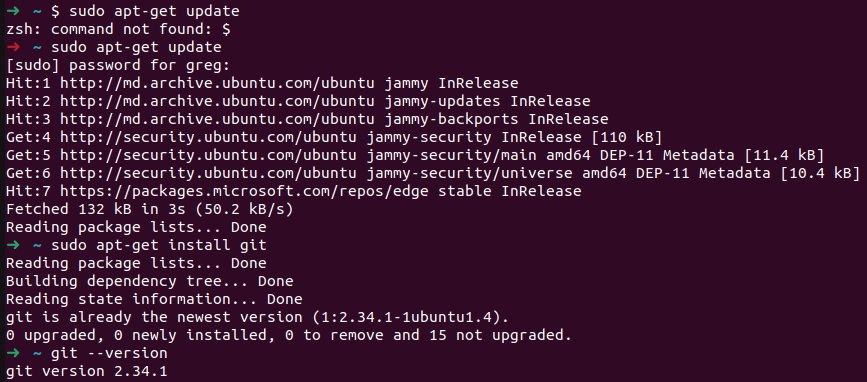 ➜ ~ $ sudo apt-get update
zsh: command not found: $
➜ ~ sudo apt-get update
[sudo] password for greg:
Hit:1 http://md.archive.ubuntu.com/ubuntu jammy InRelease
Hit:2 http://md.archive.ubuntu.com/ubuntu jammy-updates InRelease
Hit:3 http://md.archive.ubuntu.com/ubuntu jammy-backports InRelease
Get:4 http://security.ubuntu.com/ubuntu jammy-security InRelease [110 kB]
Get:5 http://security.ubuntu.com/ubuntu jammy-security/main amd64 DEP-11 Metadata [11.4 kB]
Get:6 http://security.ubuntu.com/ubuntu jammy-security/universe amd64 DEP-11 Metadata [10.4 kB]
Hit:7 https://packages.microsoft.com/repos/edge stable InRelease
Fetched 132 kB in 3s (50.2 kB/s)
Reading package lists... Done
➜ ~ sudo apt-get install git
Reading package lists... Done
Building dependency tree... Done
Reading state information... Done
git is already the newest version (1:2.34.1-1ubuntu1.4).
0 upgraded, 0 newly installed, 0 to remove and 15 not upgraded.
➜ ~ git --version
git version 2.34.1